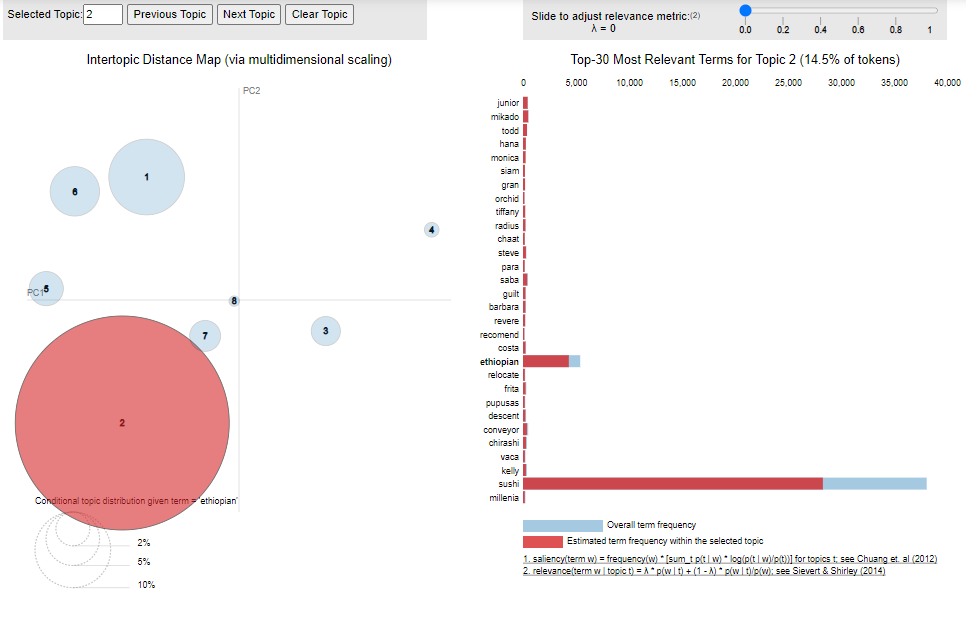 Selected Topic: 2 Previous Topic Next Topic Clear Topic
Slide to adjust relevance metric:(2)
λ = 0
0.0 0.2 0.4 0.6 0.8 1
Intertopic Distance Map (via multidimensional scaling)
PC2
PC1
1
6
4
5
8
7
3
2
Conditional topic distribution given term = 'ethiopian'
2%
5%
10%
Top-30 Most Relevant Terms for Topic 2 (14.5% of tokens)
0 5,000 10,000 15,000 20,000 25,000 30,000 35,000 40,000
junior
mikado
todd
hana
monica
siam
gran
orchid
tiffany
radius
chaat
steve
para
saba
guilt
barbara
revere
recomend
costa
ethiopian
relocate
frita
pupusas
descent
conveyor
chirashi
vaca
kelly
sushi
millenia
Overall term frequency
Estimated term frequency within the selected topic
1. saliency(term w) = frequency(w) * [sum_t p(t | w) * log(p(t | w)/p(t))] for topics t; see Chuang et. al (2012)
2. relevance(term w | topic t) = λ * p(w | t) + (1 - λ) * p(w | t)/p(w); see Sievert & Shirley (2014)